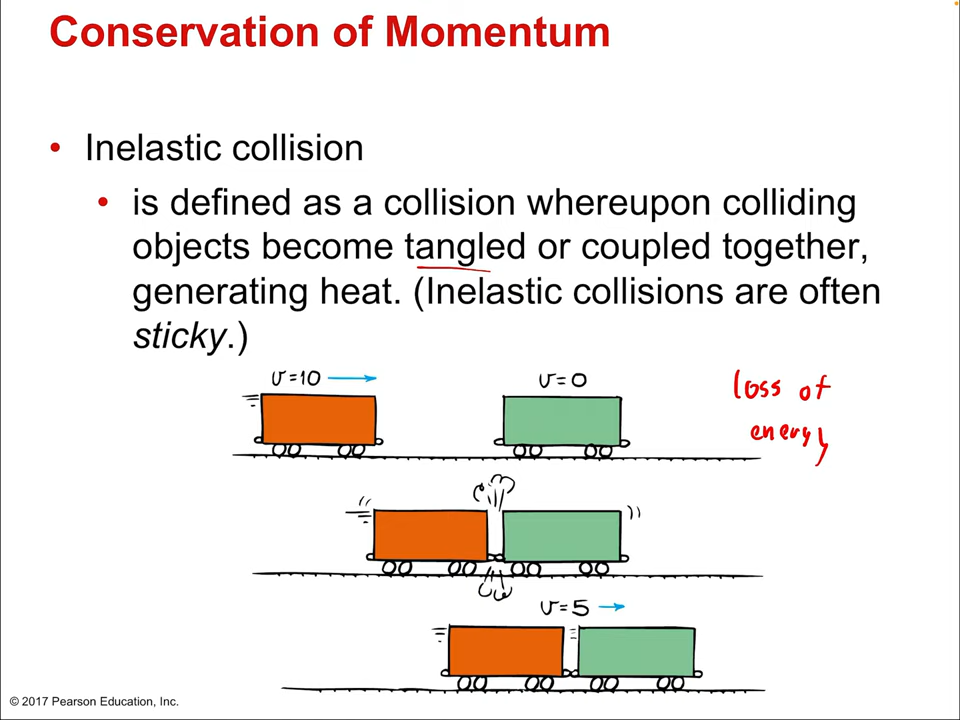 Conservation of Momentum
• Inelastic collision
• is defined as a collision whereupon colliding
objects become tangled or coupled together,
generating heat. (Inelastic collisions are often
sticky.)
v=10
v=0
loss of
energy
v=5
© 2017 Pearson Education, Inc.